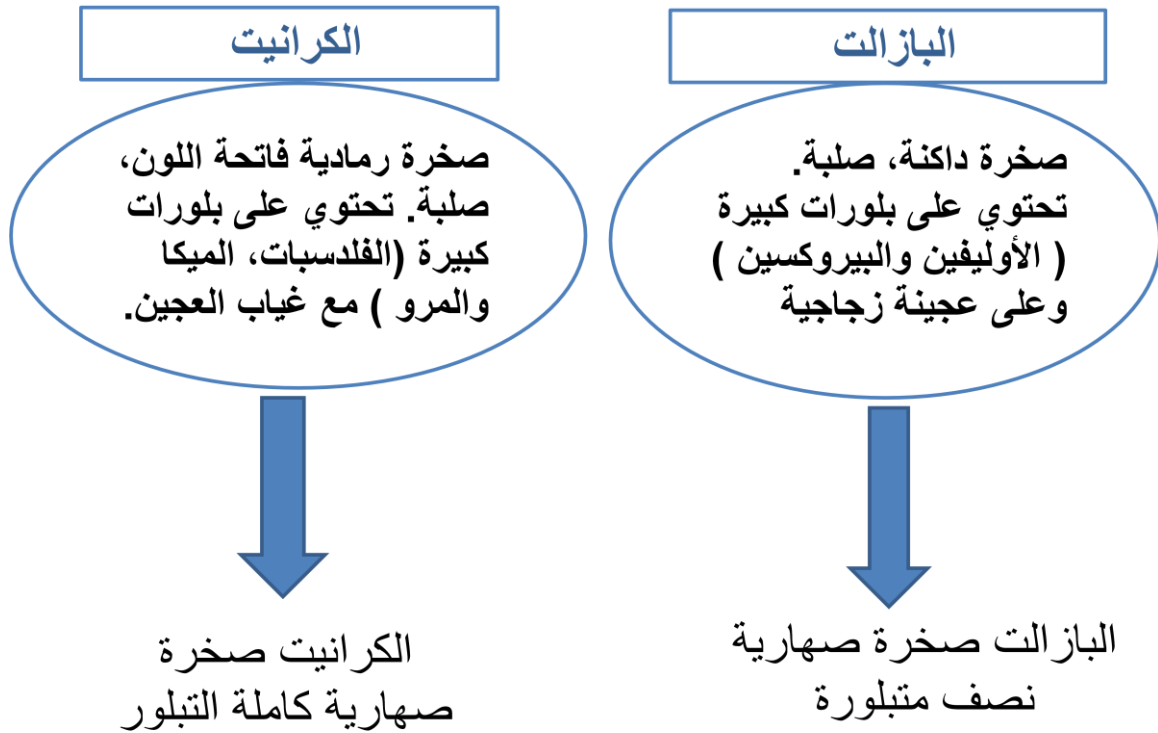 البازالت
صخرة داكنة، صلبة.
تحتوي على بلورات كبيرة
( الأوليفين والبيروكسين )
وعلى عجينة زجاجية
البازالت صخرة صهارية
نصف متبلورة
الكرانيت
صخرة رمادية فاتحة اللون،
صلبة. تحتوي على بلورات
كبيرة (الفلدسبات، الميكا
والمرو ) مع غياب العجين.
الكرانيت صخرة
صهارية كاملة التبلور